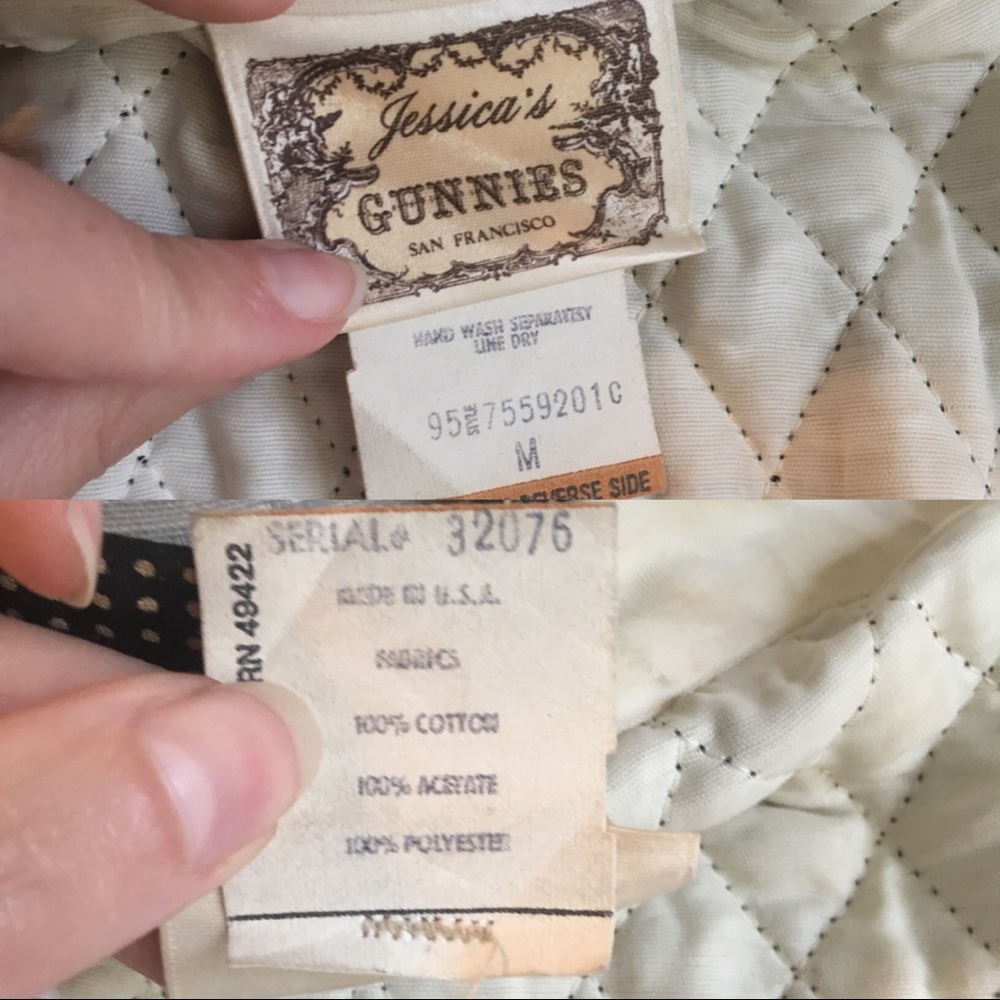 Jessica's
GUNNIES
SAN FRANCISCO
HAND WASH SEPARATELY
LINE DRY
95 STYLE 7559201C
M
REVERSE SIDE
SERIAL# 32076
RN 49422
MADE IN U.S.A.
FABRICS
100% COTTON
100% ACETATE
100% POLYESTER